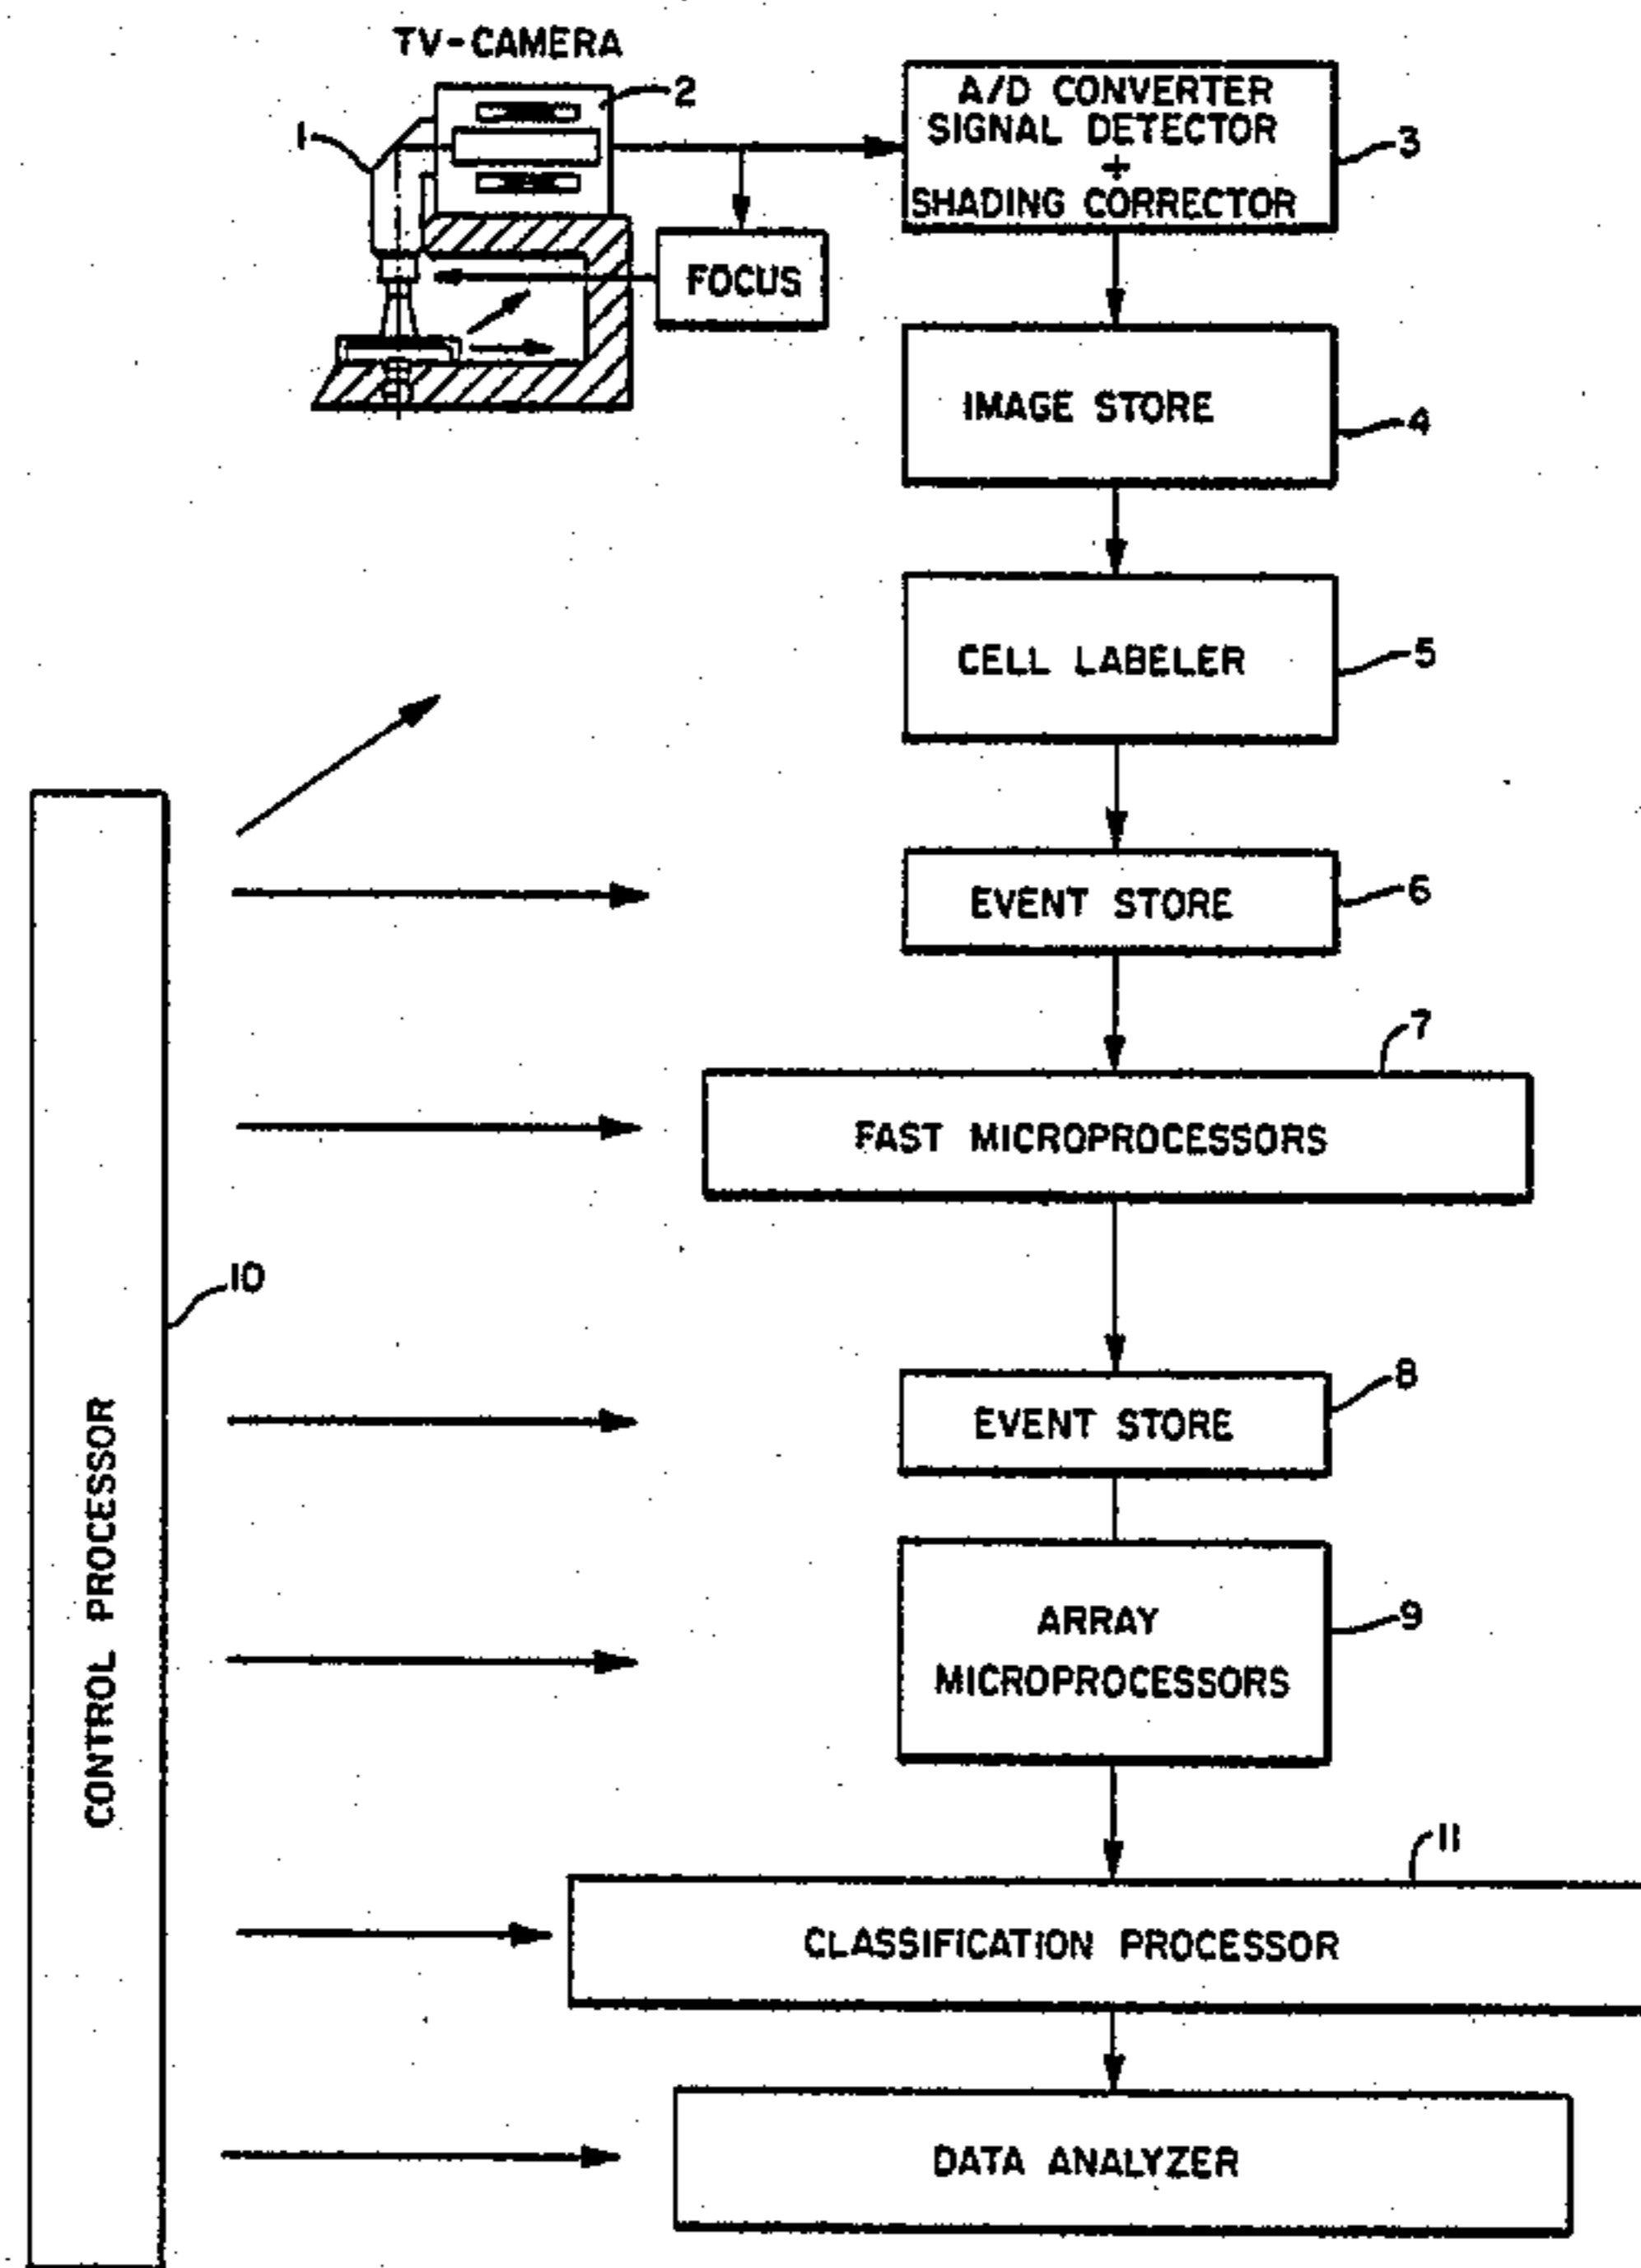 TV-CAMERA
1
2
A/D CONVERTER
SIGNAL DETECTOR
+
SHADING CORRECTOR
3
FOCUS
IMAGE STORE
4
CELL LABELER
5
EVENT STORE
6
7
FAST MICROPROCESSORS
10
CONTROL PROCESSOR
EVENT STORE
8
ARRAY
MICROPROCESSORS
9
11
CLASSIFICATION PROCESSOR
DATA ANALYZER